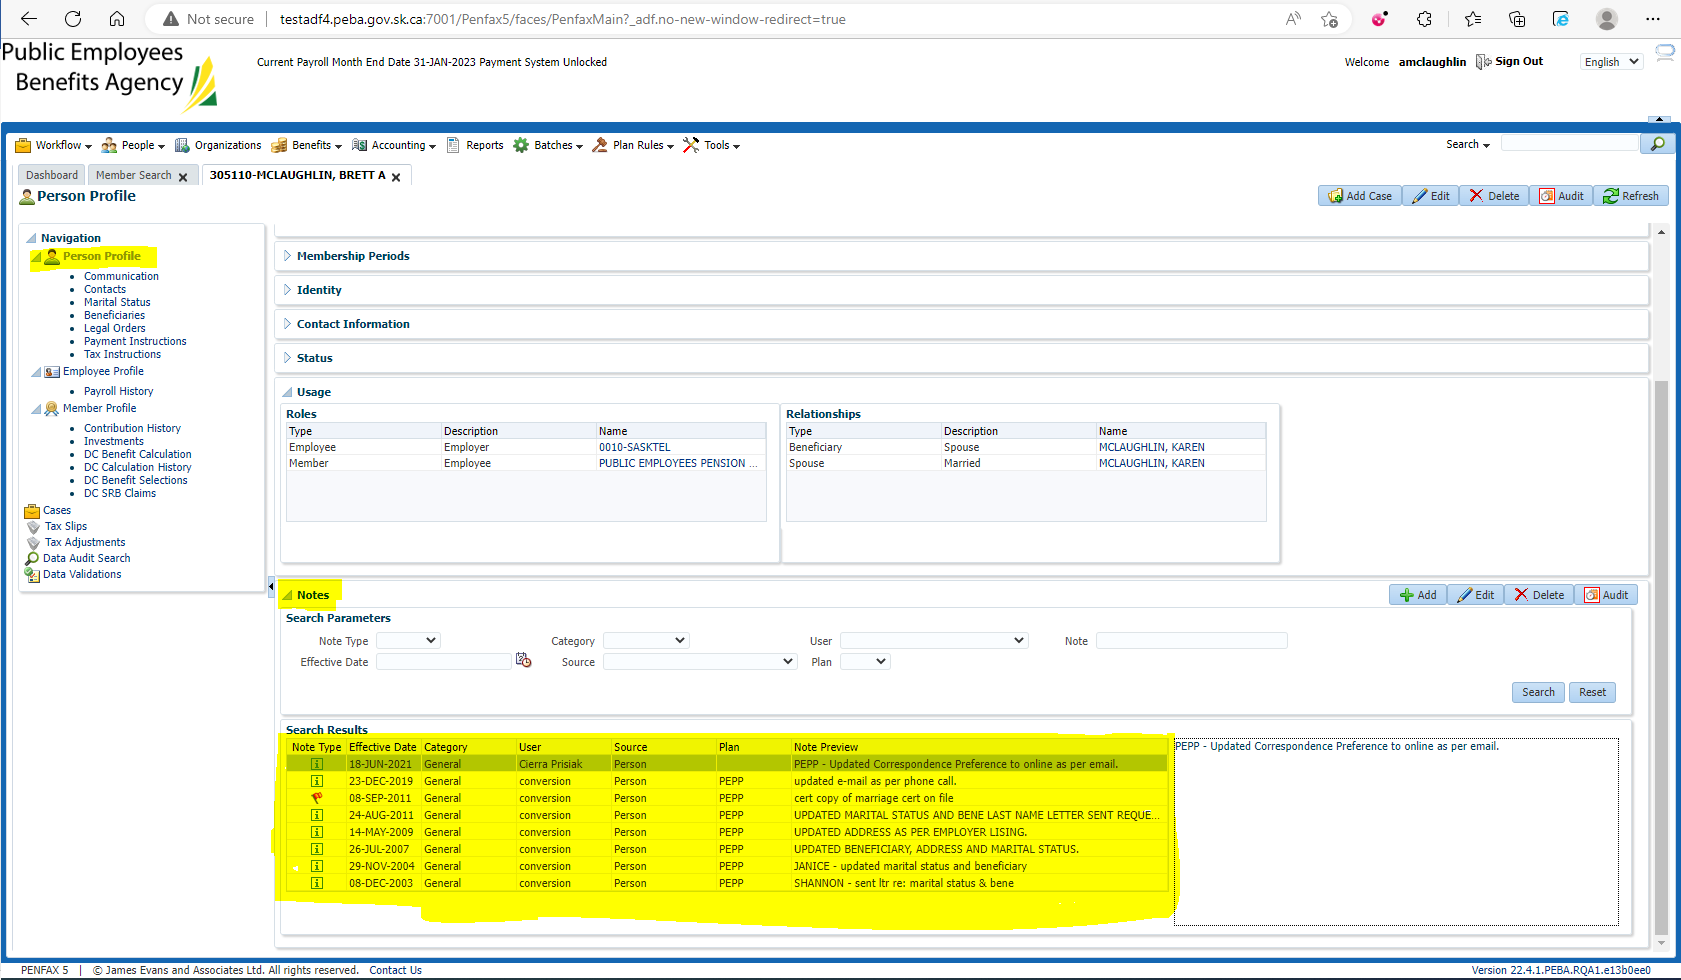 Not secure testadf4.peba.gov.sk.ca:7001/Penfax5/faces/PenfaxMain?_adf.no-new-window-redirect=true
Public Employees
Benefits Agency
Current Payroll Month End Date 31-JAN-2023 Payment System Unlocked
Welcome amclaughlin Sign Out English
Workflow People Organizations Benefits Accounting Reports Batches Plan Rules Tools Search
Dashboard Member Search 305110-MCLAUGHLIN, BRETT A
Person Profile Add Case Edit Delete Audit Refresh
Navigation
Person Profile
Communication
Contacts
Marital Status
Beneficiaries
Legal Orders
Payment Instructions
Tax Instructions
Employee Profile
Payroll History
Member Profile
Contribution History
Investments
DC Benefit Calculation
DC Calculation History
DC Benefit Selections
DC SRB Claims
Cases
Tax Slips
Tax Adjustments
Data Audit Search
Data Validations
Membership Periods
Identity
Contact Information
Status
Usage
Roles
Type Description Name
Employee Employer 0010-SASKTEL
Member Employee PUBLIC EMPLOYEES PENSION ...
Relationships
Type Description Name
Beneficiary Spouse MCLAUGHLIN, KAREN
Spouse Married MCLAUGHLIN, KAREN
Notes Add Edit Delete Audit
Search Parameters
Note Type Category User Note
Effective Date Source Plan
Search Reset
Search Results
Note Type Effective Date Category User Source Plan Note Preview
18-JUN-2021 General Cierra Prisiak Person PEPP - Updated Correspondence Preference to online as per email.
23-DEC-2019 General conversion Person PEPP updated e-mail as per phone call.
08-SEP-2011 General conversion Person PEPP cert copy of marriage cert on file
24-AUG-2011 General conversion Person PEPP UPDATED MARITAL STATUS AND BENE LAST NAME LETTER SENT REQUE...
14-MAY-2009 General conversion Person PEPP UPDATED ADDRESS AS PER EMPLOYER LISING.
26-JUL-2007 General conversion Person PEPP UPDATED BENEFICIARY, ADDRESS AND MARITAL STATUS.
29-NOV-2004 General conversion Person PEPP JANICE - updated marital status and beneficiary
08-DEC-2003 General conversion Person PEPP SHANNON - sent ltr re: marital status & bene
PEPP - Updated Correspondence Preference to online as per email.
PENFAX 5 | © James Evans and Associates Ltd. All rights reserved. Contact Us Version 22.4.1.PEBA.RQA1.e13b0ee0